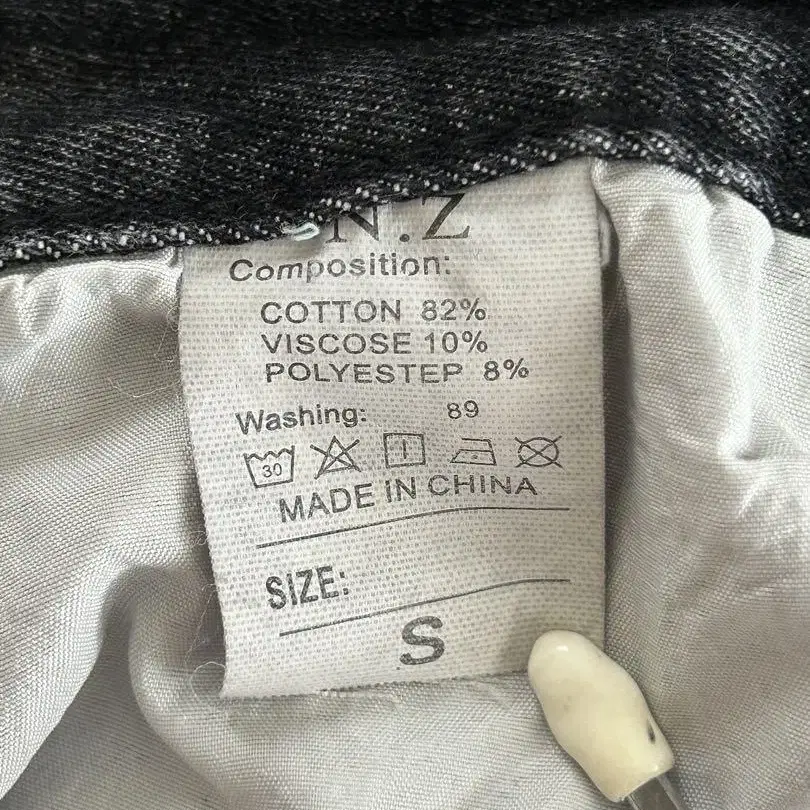 N.Z
Composition:
COTTON 82%
VISCOSE 10%
POLYESTEP 8%
Washing: 89
30
MADE IN CHINA
SIZE:
S